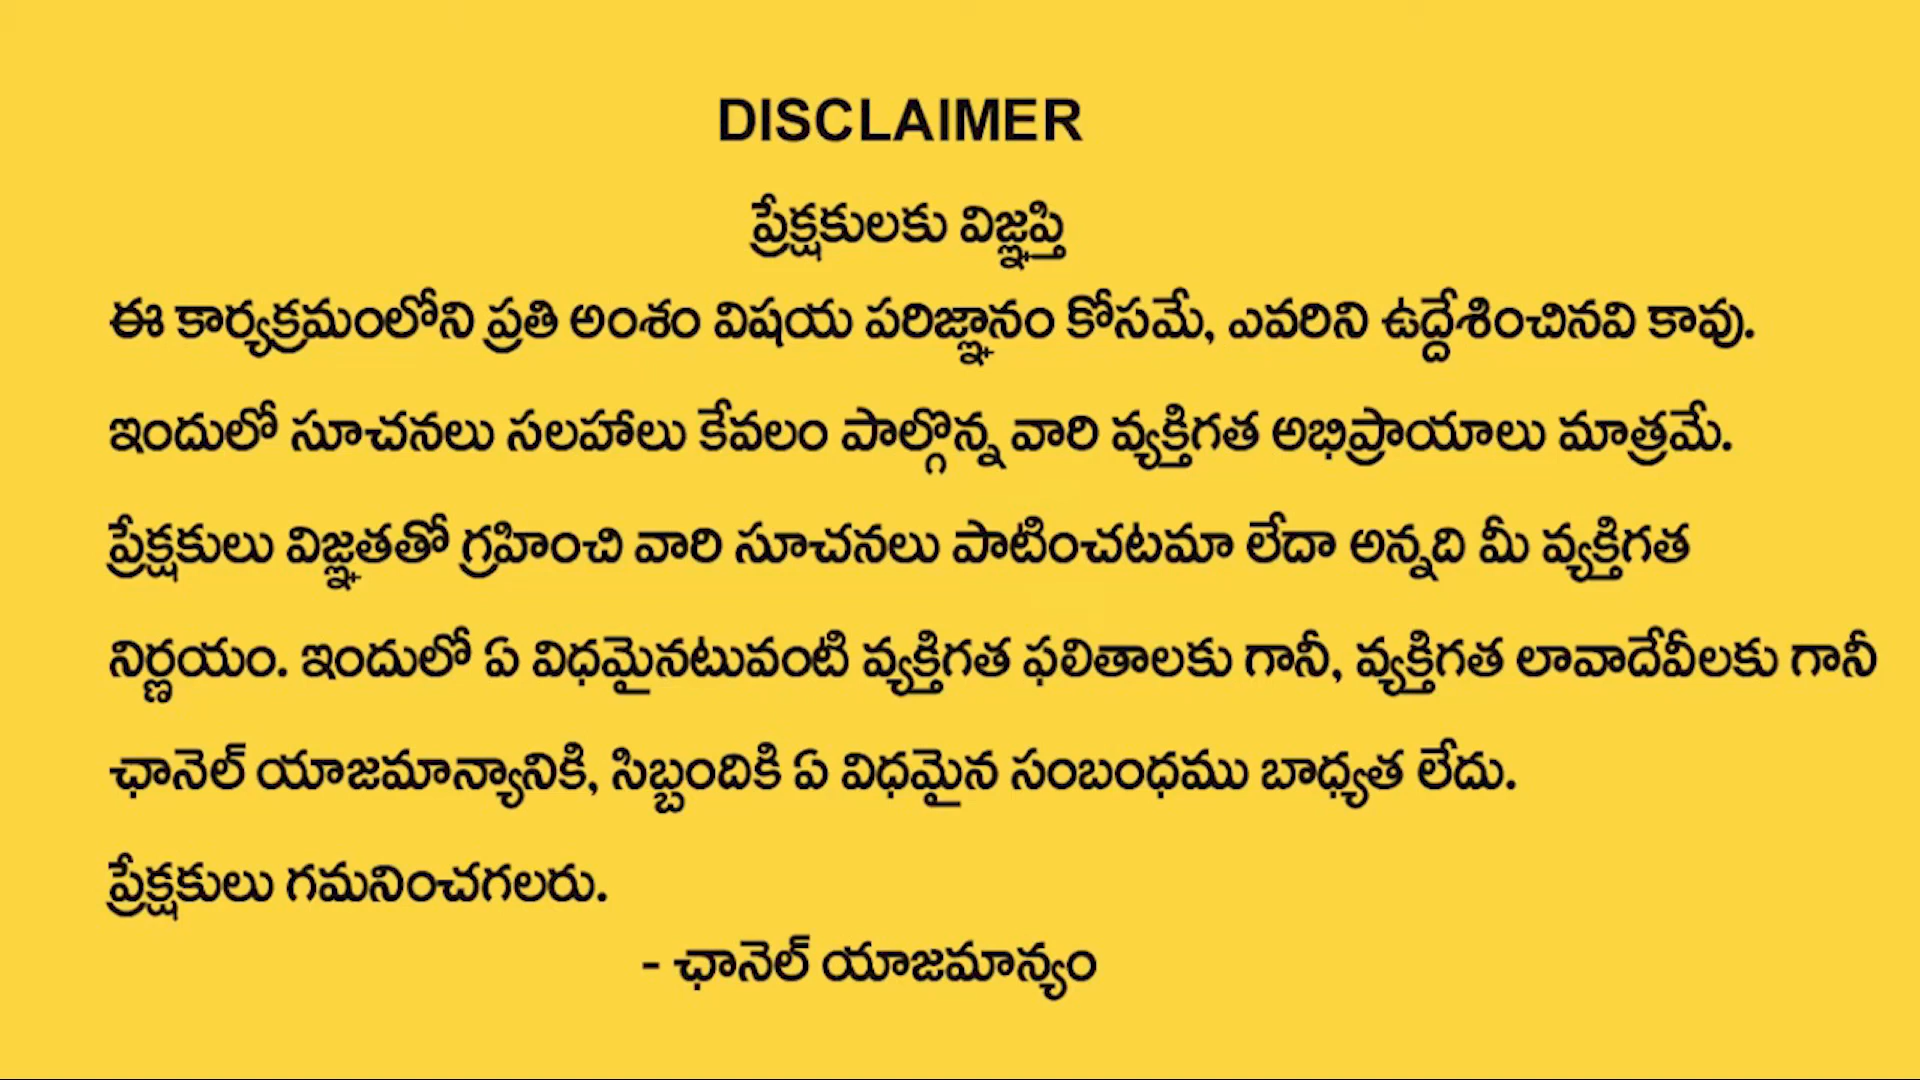 DISCLAIMER
ప్రేక్షకులకు విజ్ఞప్తి
ఈ కార్యక్రమంలోని ప్రతి అంశం విషయ పరిజ్ఞానం కోసమే, ఎవరిని ఉద్దేశించినవి కావు.
ఇందులో సూచనలు సలహాలు కేవలం పాల్గొన్న వారి వ్యక్తిగత అభిప్రాయాలు మాత్రమే.
ప్రేక్షకులు విజ్ఞతతో గ్రహించి వారి సూచనలు పాటించటమా లేదా అన్నది మీ వ్యక్తిగత
నిర్ణయం. ఇందులో ఏ విధమైనటువంటి వ్యక్తిగత ఫలితాలకు గానీ, వ్యక్తిగత లావాదేవీలకు గానీ
ఛానెల్ యాజమాన్యానికి, సిబ్బందికి ఏ విధమైన సంబంధము బాధ్యత లేదు.
ప్రేక్షకులు గమనించగలరు.
- ఛానెల్ యాజమాన్యం